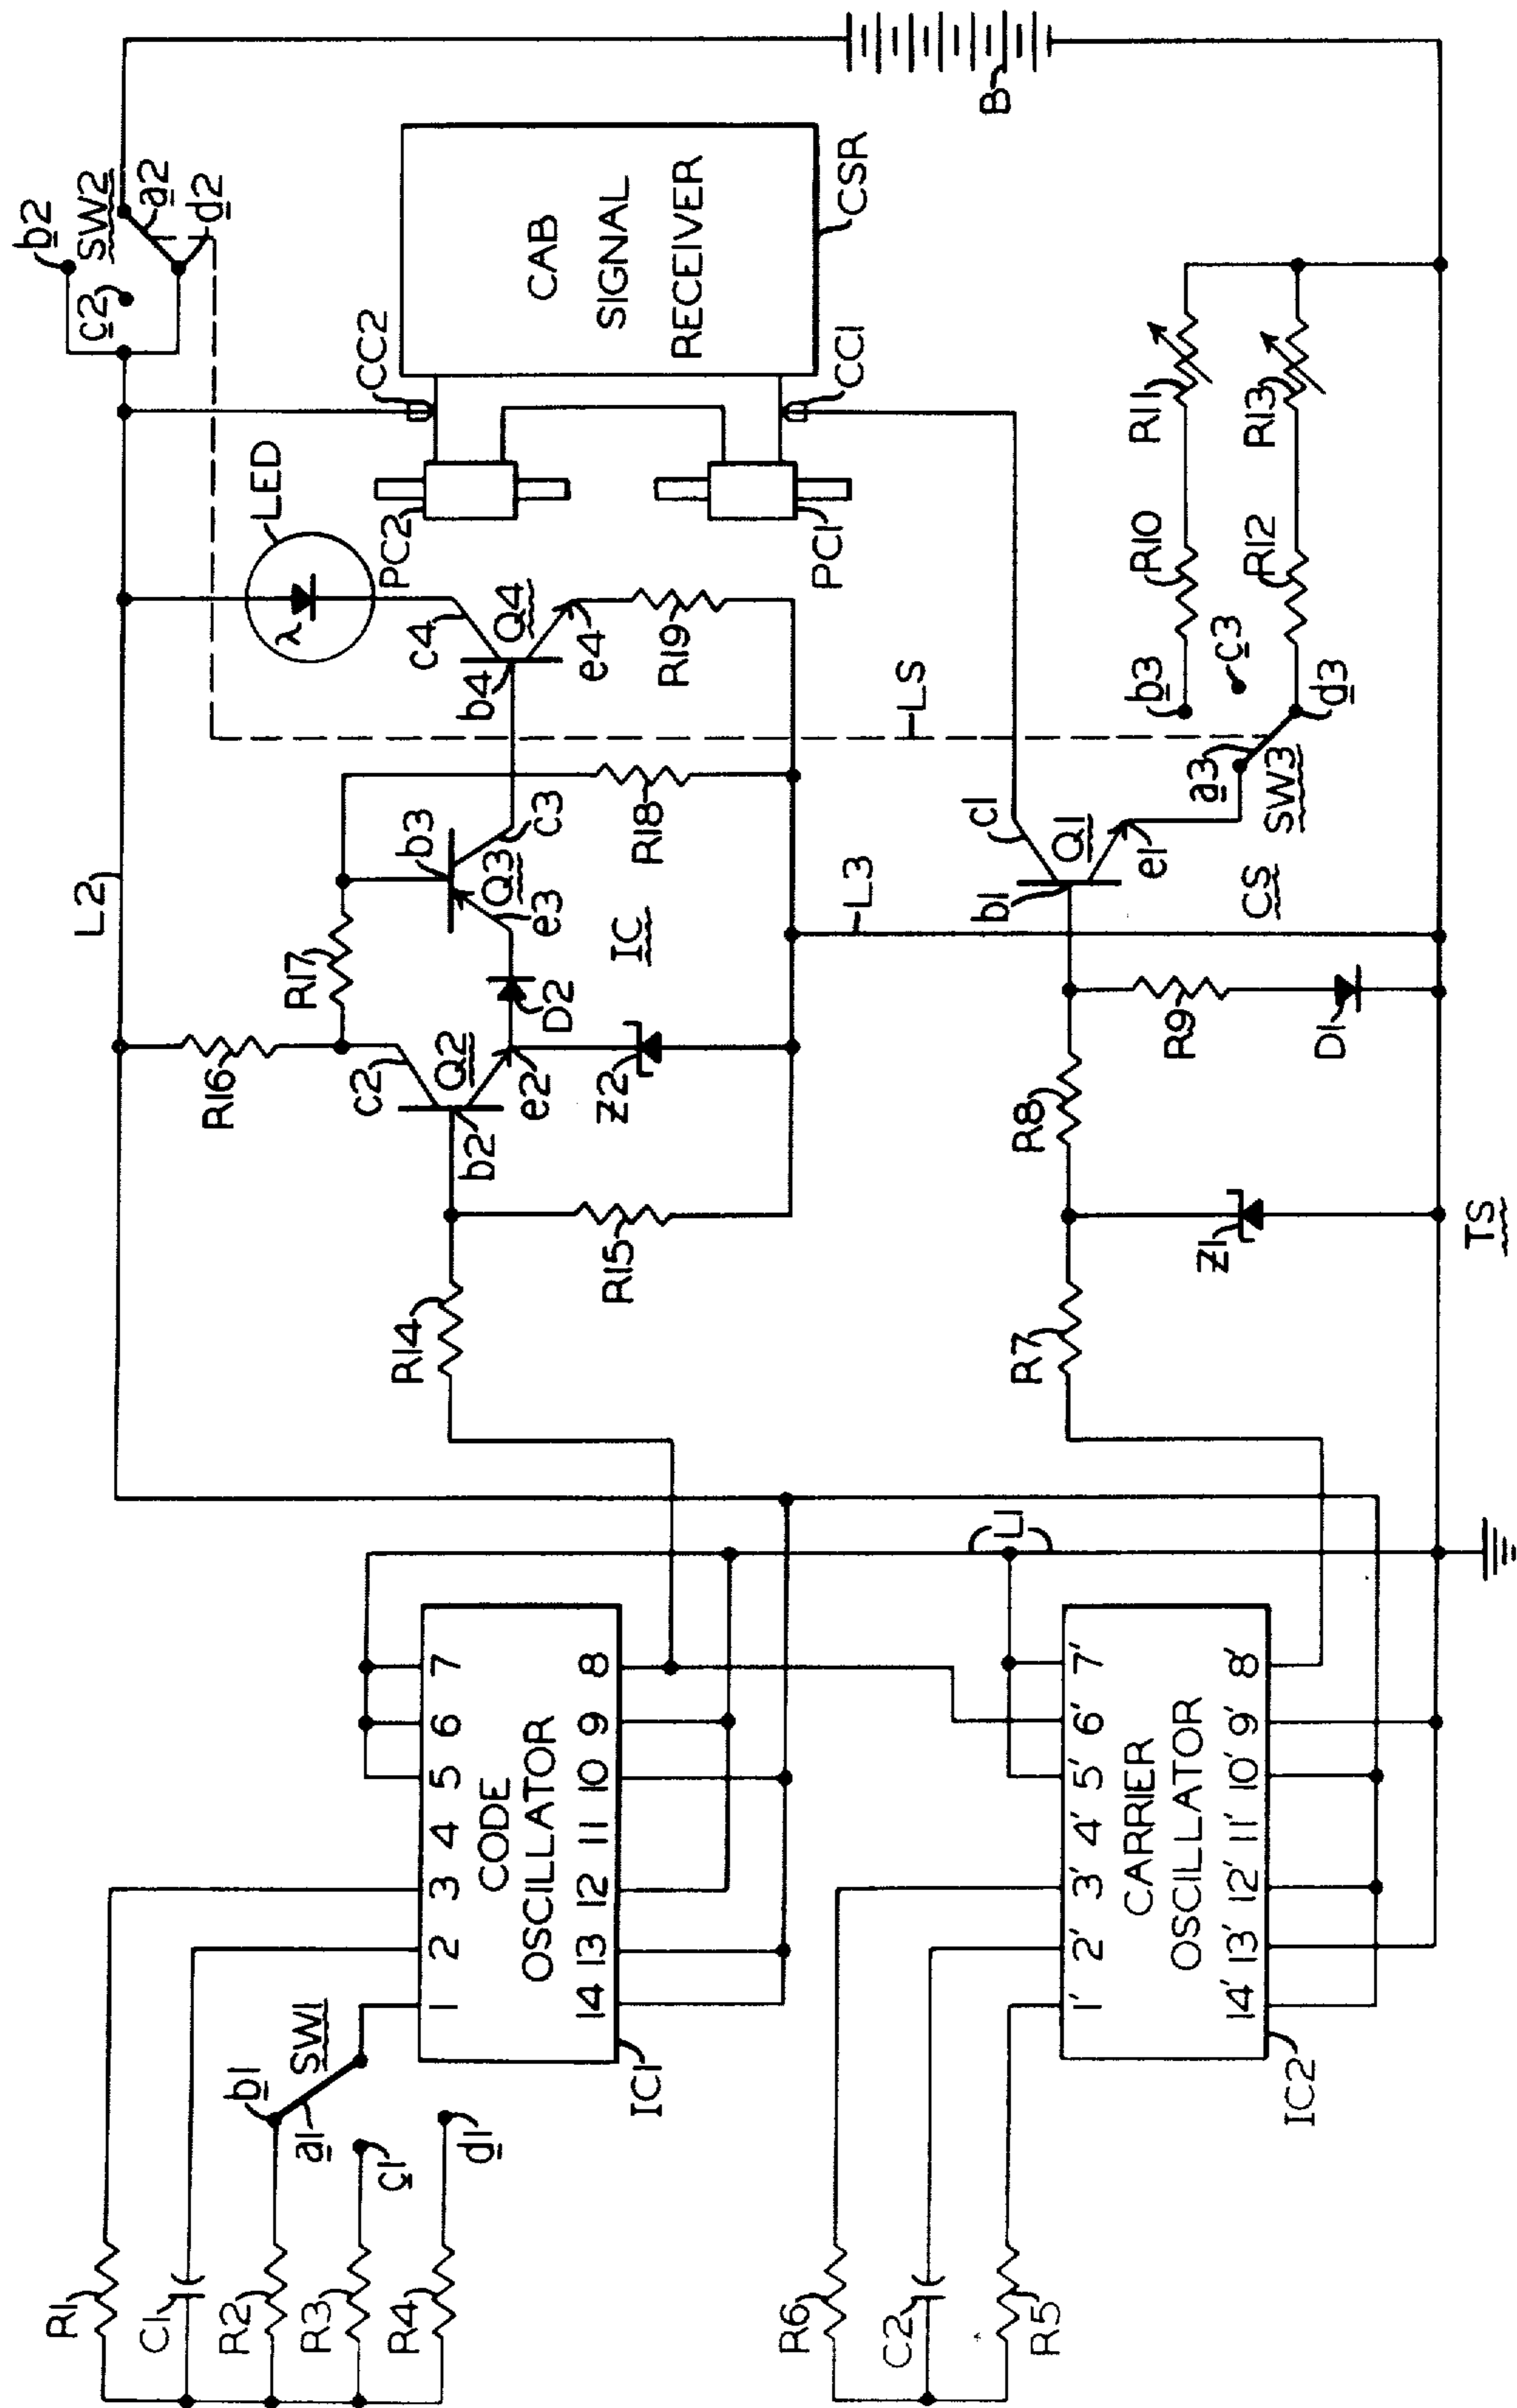 R1
C1
R2
R3
R4
b1
a1
c1
d1
SW1
1 2 3 4 5 6 7
CODE
OSCILLATOR
14 13 12 11 10 9 8
IC1
R6
C2
R5
1' 2' 3' 4' 5' 6' 7'
CARRIER
OSCILLATOR
14' 13' 12' 11' 10' 9' 8'
IC2
L1
L2
R14
R15
R16
R17
c2
Q2
b2
e2
Z2
D2
b3
Q3
c3
e3
IC
R18
LED
λ
c4
Q4
b4
e4
R19
L3
LS
R7
Z1
R8
R9
D1
b1
c1
Q1
e1
CS
TS
a3
SW3
b3
c3
d3
R10
R11
R12
R13
PC2
CC2
PC1
CC1
CAB
SIGNAL
RECEIVER
CSR
b2
SW2
c2
a2
d2
B